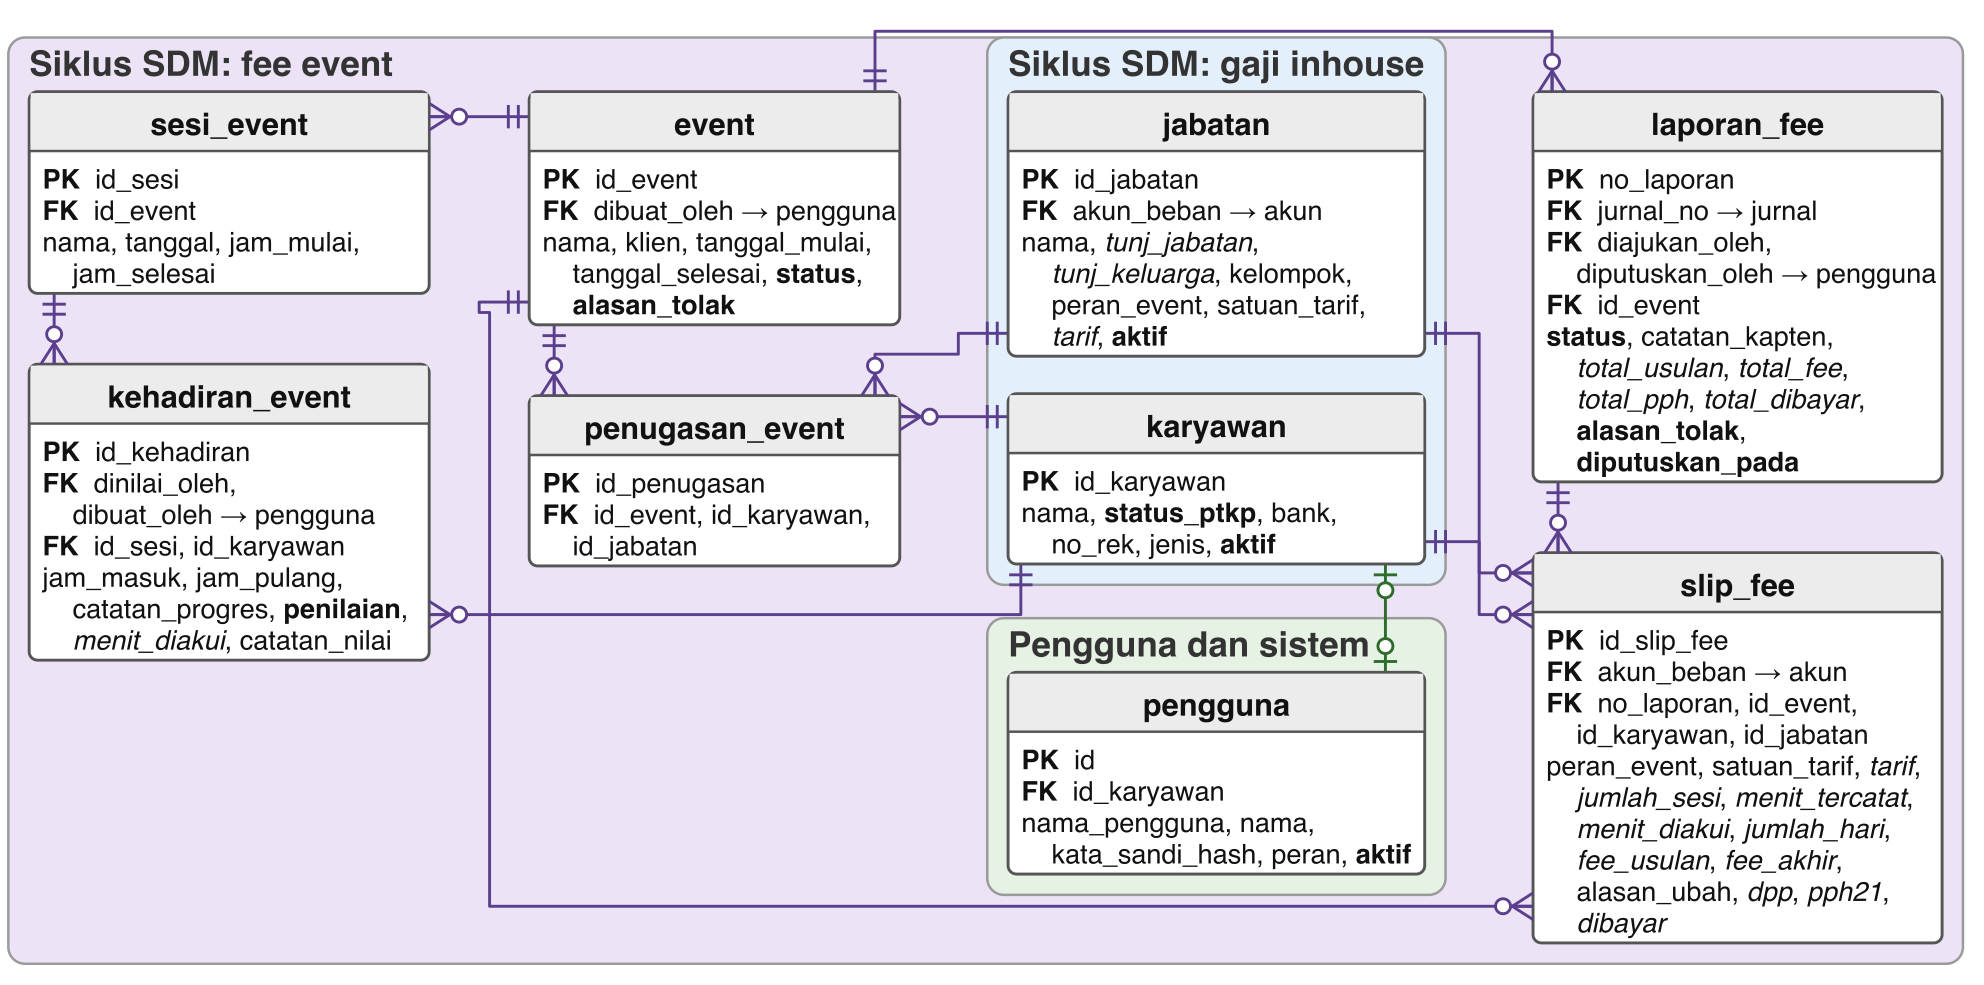 Siklus SDM: fee event
sesi_event
PK id_sesi
FK id_event
nama, tanggal, jam_mulai,
jam_selesai
kehadiran_event
PK id_kehadiran
FK dinilai_oleh,
dibuat_oleh → pengguna
FK id_sesi, id_karyawan
jam_masuk, jam_pulang,
catatan_progres, penilaian,
menit_diakui, catatan_nilai
event
PK id_event
FK dibuat_oleh → pengguna
nama, klien, tanggal_mulai,
tanggal_selesai, status,
alasan_tolak
penugasan_event
PK id_penugasan
FK id_event, id_karyawan,
id_jabatan
Siklus SDM: gaji inhouse
jabatan
PK id_jabatan
FK akun_beban → akun
nama, tunj_jabatan,
tunj_keluarga, kelompok,
peran_event, satuan_tarif,
tarif, aktif
karyawan
PK id_karyawan
nama, status_ptkp, bank,
no_rek, jenis, aktif
Pengguna dan sistem
pengguna
PK id
FK id_karyawan
nama_pengguna, nama,
kata_sandi_hash, peran, aktif
laporan_fee
PK no_laporan
FK jurnal_no → jurnal
FK diajukan_oleh,
diputuskan_oleh → pengguna
FK id_event
status, catatan_kapten,
total_usulan, total_fee,
total_pph, total_dibayar,
alasan_tolak,
diputuskan_pada
slip_fee
PK id_slip_fee
FK akun_beban → akun
FK no_laporan, id_event,
id_karyawan, id_jabatan
peran_event, satuan_tarif, tarif,
jumlah_sesi, menit_tercatat,
menit_diakui, jumlah_hari,
fee_usulan, fee_akhir,
alasan_ubah, dpp, pph21,
dibayar